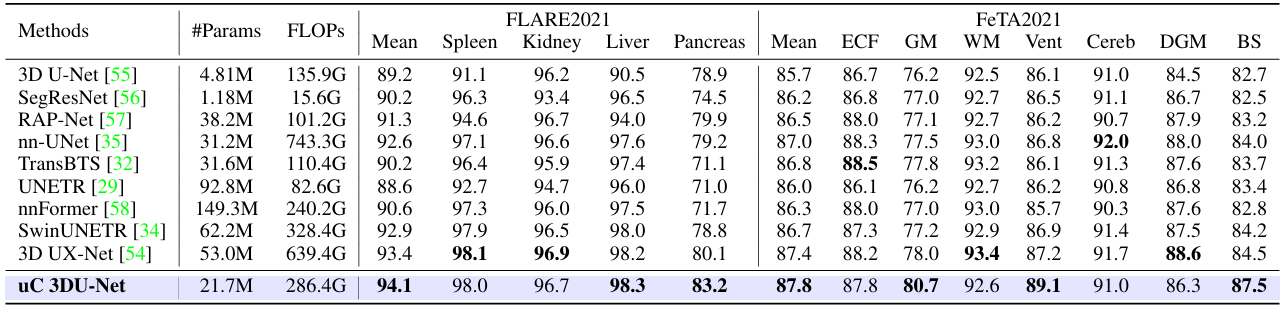 Methods #Params FLOPs FLARE2021 FeTA2021
Mean Spleen Kidney Liver Pancreas Mean ECF GM WM Vent Cereb DGM BS
3D U-Net [55] 4.81M 135.9G 89.2 91.1 96.2 90.5 78.9 85.7 86.7 76.2 92.5 86.1 91.0 84.5 82.7
SegResNet [56] 1.18M 15.6G 90.2 96.3 93.4 96.5 74.5 86.2 86.8 77.0 92.7 86.5 91.1 86.7 82.5
RAP-Net [57] 38.2M 101.2G 91.3 94.6 96.7 94.0 79.9 86.5 88.0 77.1 92.7 86.2 90.7 87.9 83.2
nn-UNet [35] 31.2M 743.3G 92.6 97.1 96.6 97.6 79.2 87.0 88.3 77.5 93.0 86.8 92.0 88.0 84.0
TransBTS [32] 31.6M 110.4G 90.2 96.4 95.9 97.4 71.1 86.8 88.5 77.8 93.2 86.1 91.3 87.6 83.7
UNETR [29] 92.8M 82.6G 88.6 92.7 94.7 96.0 71.0 86.0 86.1 76.2 92.7 86.2 90.8 86.8 83.4
nnFormer [58] 149.3M 240.2G 90.6 97.3 96.0 97.5 71.7 86.3 88.0 77.0 93.0 85.7 90.3 87.6 82.8
SwinUNETR [34] 62.2M 328.4G 92.9 97.9 96.5 98.0 78.8 86.7 87.3 77.2 92.9 86.9 91.4 87.5 84.2
3D UX-Net [54] 53.0M 639.4G 93.4 98.1 96.9 98.2 80.1 87.4 88.2 78.0 93.4 87.2 91.7 88.6 84.5
uC 3DU-Net 21.7M 286.4G 94.1 98.0 96.7 98.3 83.2 87.8 87.8 80.7 92.6 89.1 91.0 86.3 87.5